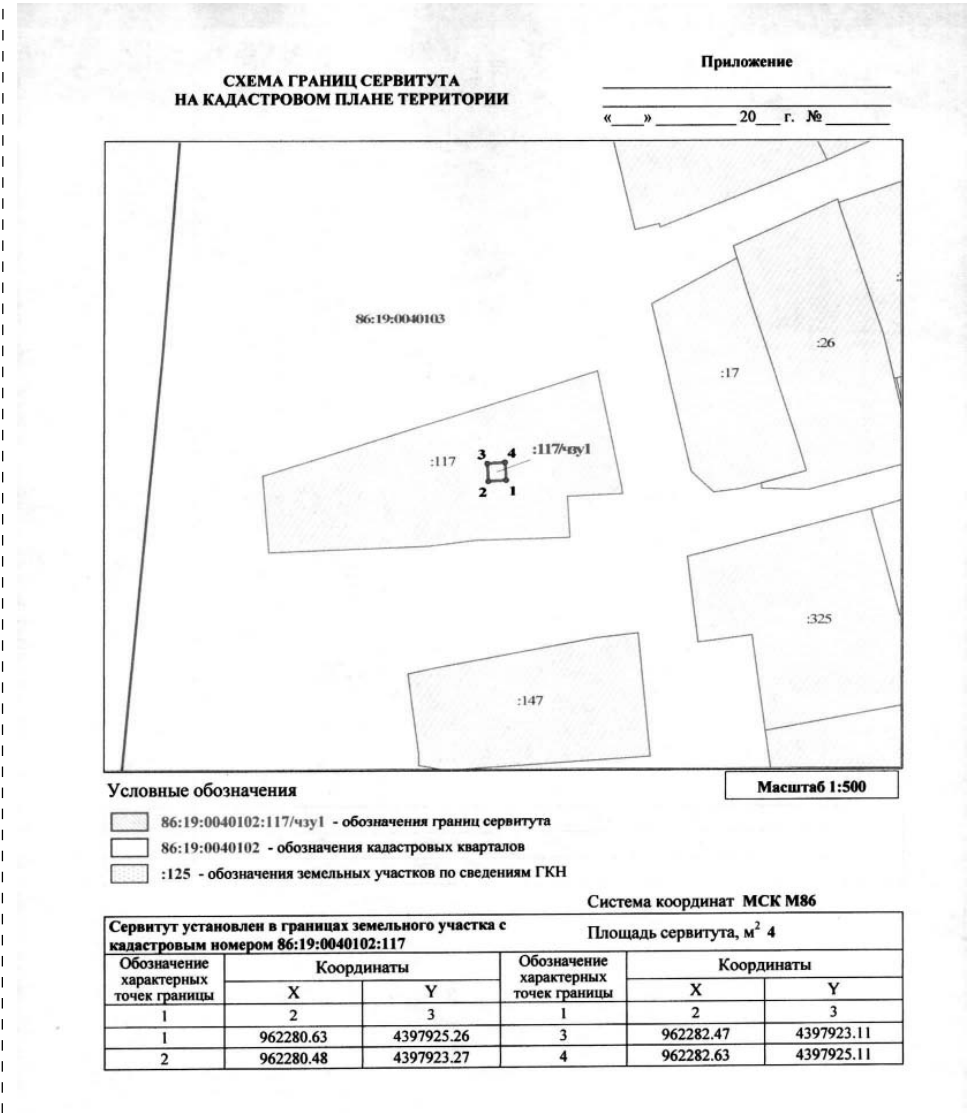 Приложение
СХЕМА ГРАНИЦ СЕРВИТУТА
НА КАДАСТРОВОМ ПЛАНЕ ТЕРРИТОРИИ
«____» ____________ 20___ г. № _________
86:19:0040103
:26
:17
:117
3 4 :117/чзу1
2 1
:325
:147
Условные обозначения
Масштаб 1:500
86:19:0040102:117/чзу1 - обозначения границ сервитута
86:19:0040102 - обозначения кадастровых кварталов
:125 - обозначения земельных участков по сведениям ГКН
Система координат МСК М86
Сервитут установлен в границах земельного участка с
кадастровым номером 86:19:0040102:117
Площадь сервитута, м² 4
Обозначение характерных точек границы Координаты Обозначение характерных точек границы Координаты
X Y X Y
1 2 3 1 2 3
1 962280.63 4397925.26 3 962282.47 4397923.11
2 962280.48 4397923.27 4 962282.63 4397925.11